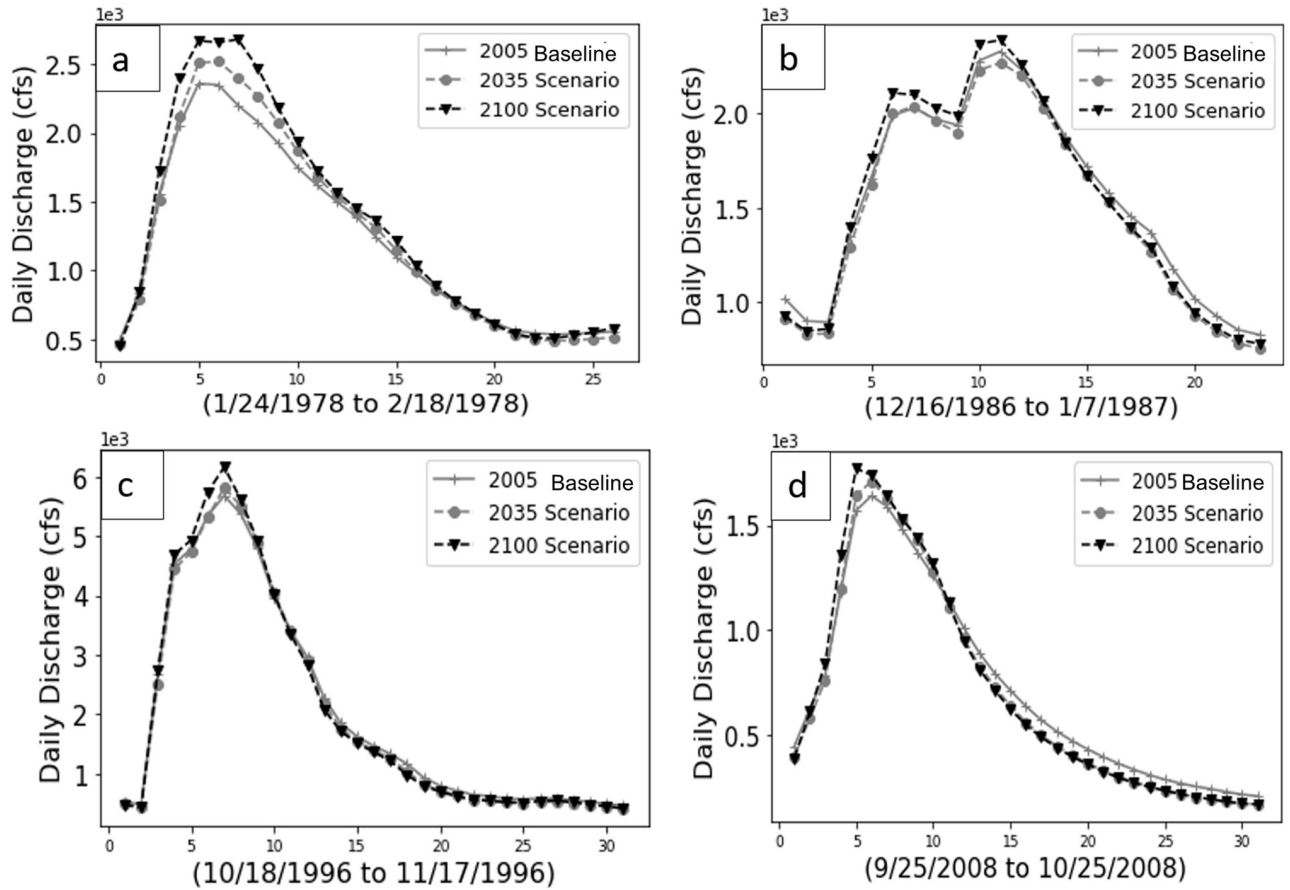 1e3
a
2005 Baseline
2035 Scenario
2100 Scenario
Daily Discharge (cfs)
2.5
2.0
1.5
1.0
0.5
0 5 10 15 20 25
(1/24/1978 to 2/18/1978)
1e3
b
2005 Baseline
2035 Scenario
2100 Scenario
Daily Discharge (cfs)
2.0
1.5
1.0
0 5 10 15 20
(12/16/1986 to 1/7/1987)
1e3
c
2005 Baseline
2035 Scenario
2100 Scenario
Daily Discharge (cfs)
6
5
4
3
2
1
0 5 10 15 20 25 30
(10/18/1996 to 11/17/1996)
1e3
d
2005 Baseline
2035 Scenario
2100 Scenario
Daily Discharge (cfs)
1.5
1.0
0.5
0 5 10 15 20 25 30
(9/25/2008 to 10/25/2008)